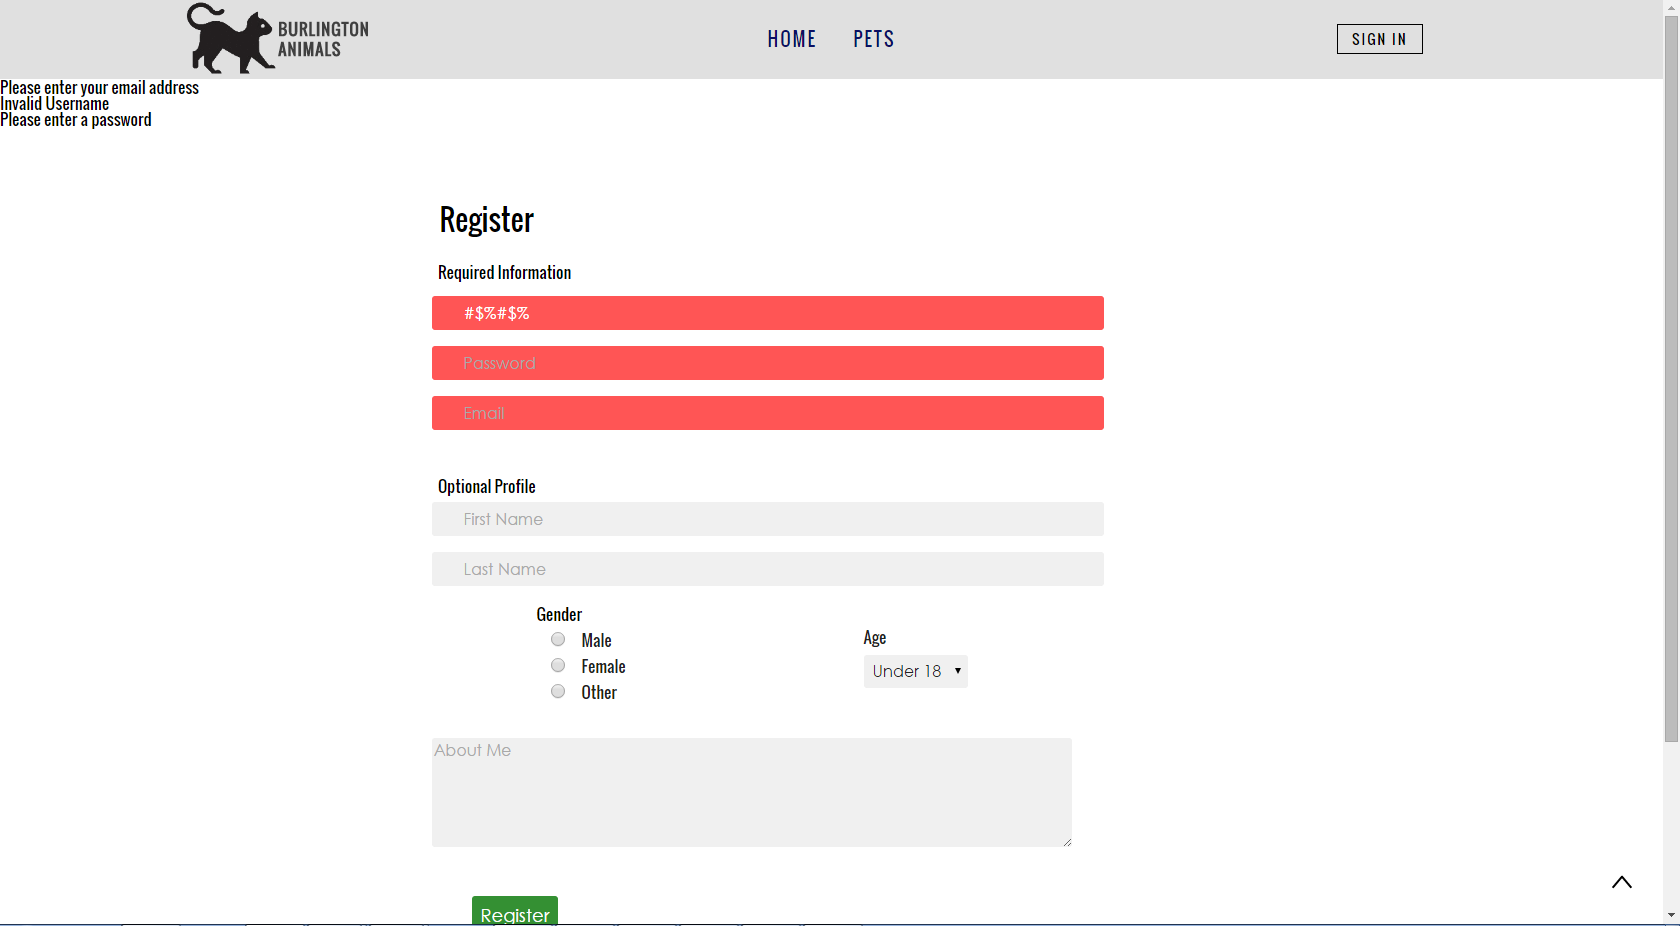 BURLINGTON
ANIMALS
HOME
PETS
SIGN IN
Please enter your email address
Invalid Username
Please enter a password
Register
Required Information
#$%#$%
Password
Email
Optional Profile
First Name
Last Name
Gender
Male
Female
Other
Age
Under 18
About Me
Register